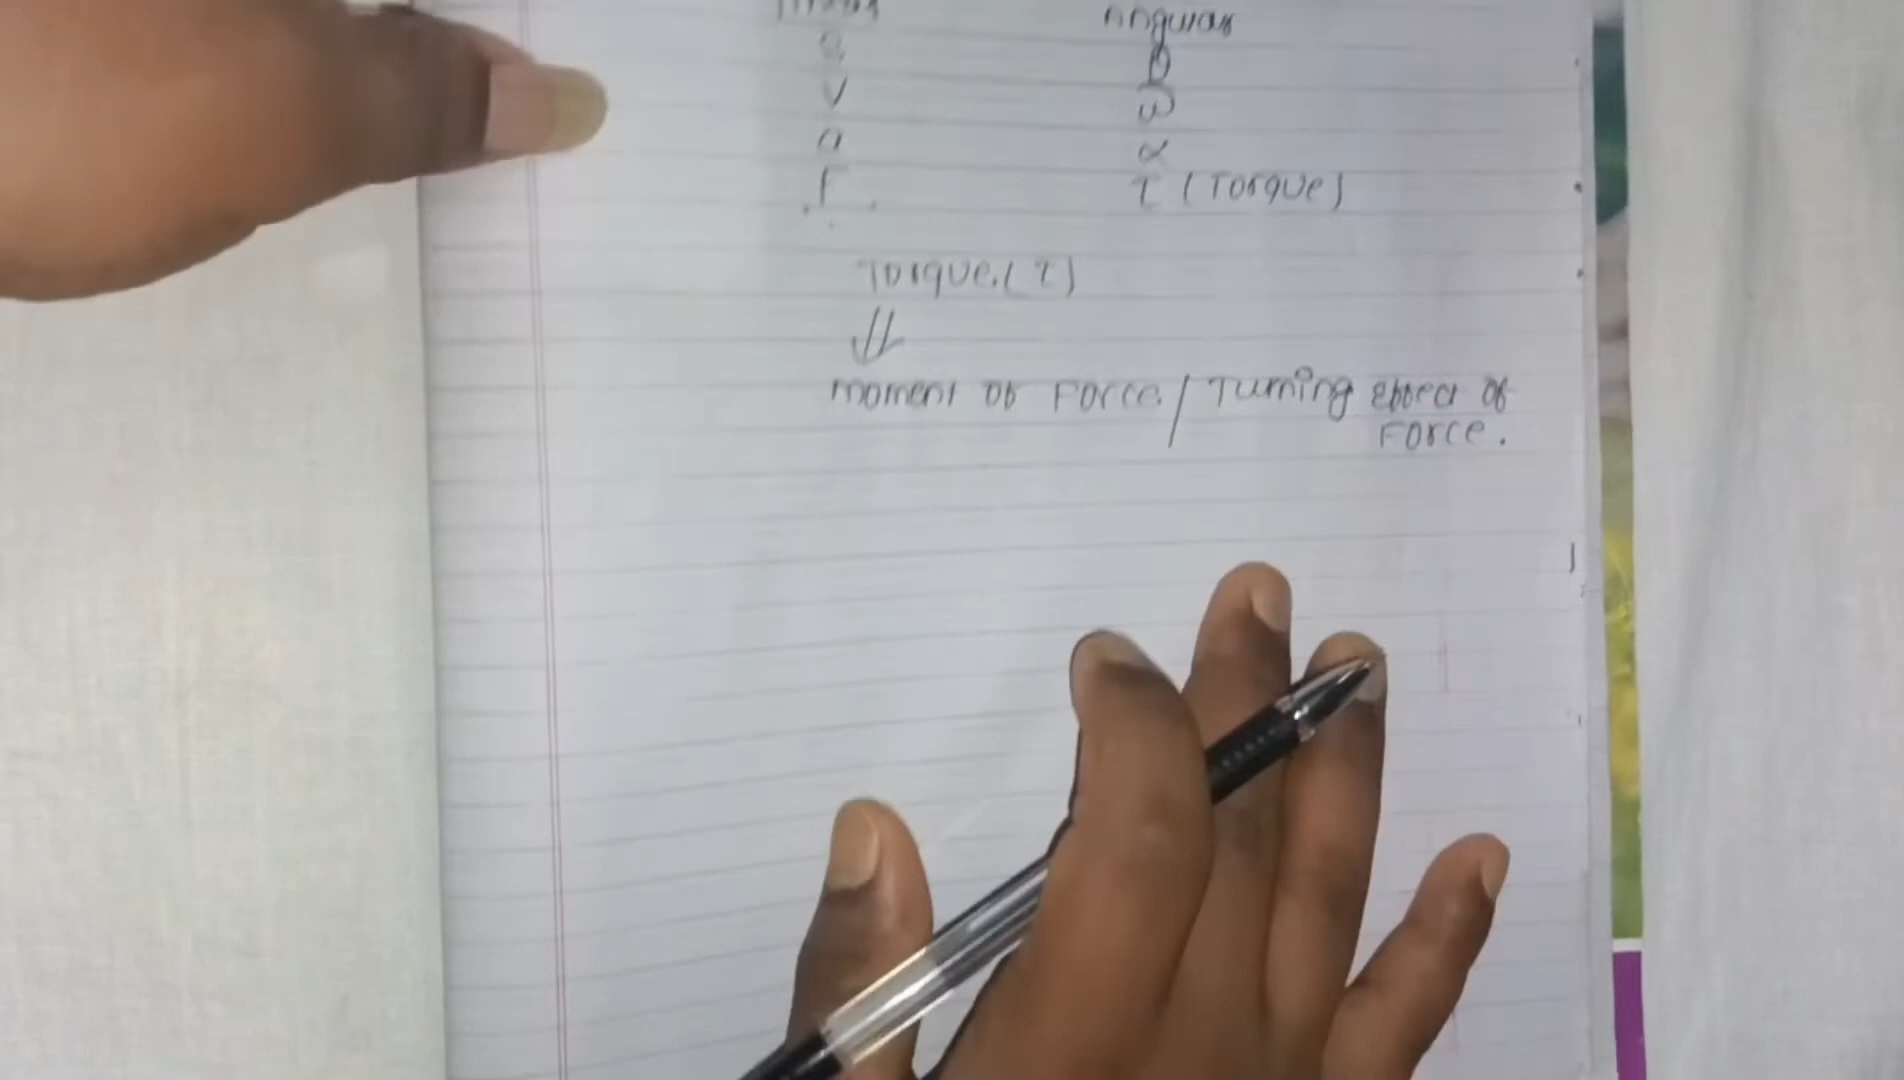 Angular
S θ
V ω
a α
F τ (Torque)
Torque.(τ)
⇓
moment of Force / Turning effect of
Force.